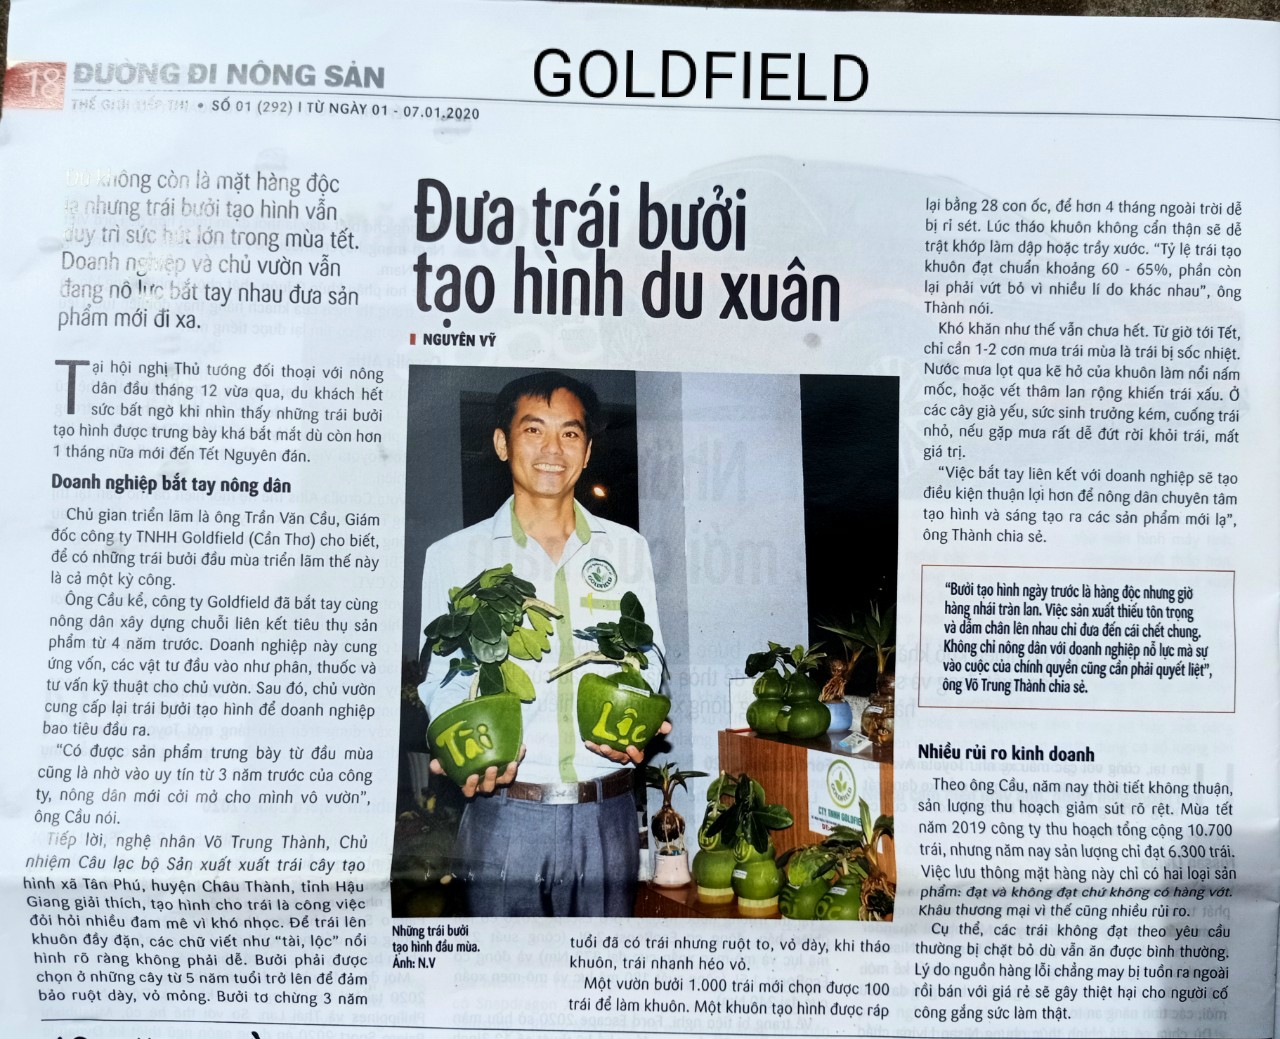 18 ĐƯỜNG ĐI NÔNG SẢN
GOLDFIELD
THẾ GIỚI TIẾP THỊ • SỐ 01 (292) I TỪ NGÀY 01 - 07.01.2020
Dù không còn là mặt hàng độc
lạ nhưng trái bưởi tạo hình vẫn
duy trì sức hút lớn trong mùa tết.
Doanh nghiệp và chủ vườn vẫn
đang nỗ lực bắt tay nhau đưa sản
phẩm mới đi xa.
Đưa trái bưởi
tạo hình du xuân
NGUYÊN VỸ
Tại hội nghị Thủ tướng đối thoại với nông
dân đầu tháng 12 vừa qua, du khách hết
sức bất ngờ khi nhìn thấy những trái bưởi
tạo hình được trưng bày khá bắt mắt dù còn hơn
1 tháng nữa mới đến Tết Nguyên đán.
Doanh nghiệp bắt tay nông dân
Chủ gian triển lãm là ông Trần Văn Cầu, Giám
đốc công ty TNHH Goldfield (Cần Thơ) cho biết,
để có những trái bưởi đầu mùa triển lãm thế này
là cả một kỳ công.
Ông Cầu kể, công ty Goldfield đã bắt tay cùng
nông dân xây dựng chuỗi liên kết tiêu thụ sản
phẩm từ 4 năm trước. Doanh nghiệp này cung
ứng vốn, các vật tư đầu vào như phân, thuốc và
tư vấn kỹ thuật cho chủ vườn. Sau đó, chủ vườn
cung cấp lại trái bưởi tạo hình để doanh nghiệp
bao tiêu đầu ra.
“Có được sản phẩm trưng bày từ đầu mùa
cũng là nhờ vào uy tín từ 3 năm trước của công
ty, nông dân mới cởi mở cho mình vô vườn”,
ông Cầu nói.
Tiếp lời, nghệ nhân Võ Trung Thành, Chủ
nhiệm Câu lạc bộ Sản xuất xuất trái cây tạo
hình xã Tân Phú, huyện Châu Thành, tỉnh Hậu
Giang giải thích, tạo hình cho trái là công việc
đòi hỏi nhiều đam mê vì khó nhọc. Để trái lên
khuôn đầy đặn, các chữ viết như “tài, lộc” nổi
hình rõ ràng không phải dễ. Bưởi phải được
chọn ở những cây từ 5 năm tuổi trở lên để đảm
bảo ruột dày, vỏ mỏng. Bưởi tơ chừng 3 năm
Tài
Lộc
GOLDFIELD
GOLDFIELD
CTY TNHH GOLDFIELD
Những trái bưởi
tạo hình đầu mùa.
Ảnh: N.V
tuổi đã có trái nhưng ruột to, vỏ dày, khi tháo
khuôn, trái nhanh héo vỏ.
Một vườn bưởi 1.000 trái mới chọn được 100
trái để làm khuôn. Một khuôn tạo hình được ráp
lại bằng 28 con ốc, để hơn 4 tháng ngoài trời dễ
bị rỉ sét. Lúc tháo khuôn không cẩn thận sẽ dễ
trật khớp làm dập hoặc trầy xước. “Tỷ lệ trái tạo
khuôn đạt chuẩn khoảng 60 - 65%, phần còn
lại phải vứt bỏ vì nhiều lí do khác nhau”, ông
Thành nói.
Khó khăn như thế vẫn chưa hết. Từ giờ tới Tết,
chỉ cần 1-2 cơn mưa trái mùa là trái bị sốc nhiệt.
Nước mưa lọt qua kẽ hở của khuôn làm nổi nấm
mốc, hoặc vết thâm lan rộng khiến trái xấu. Ở
các cây già yếu, sức sinh trưởng kém, cuống trái
nhỏ, nếu gặp mưa rất dễ đứt rời khỏi trái, mất
giá trị.
“Việc bắt tay liên kết với doanh nghiệp sẽ tạo
điều kiện thuận lợi hơn để nông dân chuyên tâm
tạo hình và sáng tạo ra các sản phẩm mới lạ”,
ông Thành chia sẻ.
“Bưởi tạo hình ngày trước là hàng độc nhưng giờ
hàng nhái tràn lan. Việc sản xuất thiếu tôn trọng
và dẫm chân lên nhau chỉ đưa đến cái chết chung.
Không chỉ nông dân với doanh nghiệp nỗ lực mà sự
vào cuộc của chính quyền cũng cần phải quyết liệt”,
ông Võ Trung Thành chia sẻ.
Nhiều rủi ro kinh doanh
Theo ông Cầu, năm nay thời tiết không thuận,
sản lượng thu hoạch giảm sút rõ rệt. Mùa tết
năm 2019 công ty thu hoạch tổng cộng 10.700
trái, nhưng năm nay sản lượng chỉ đạt 6.300 trái.
Việc lưu thông mặt hàng này chỉ có hai loại sản
phẩm: đạt và không đạt chứ không có hàng vớt.
Khâu thương mại vì thế cũng nhiều rủi ro.
Cụ thể, các trái không đạt theo yêu cầu
thường bị chặt bỏ dù vẫn ăn được bình thường.
Lý do nguồn hàng lỗi chẳng may bị tuồn ra ngoài
rồi bán với giá rẻ sẽ gây thiệt hại cho người cố
công gắng sức làm thật.